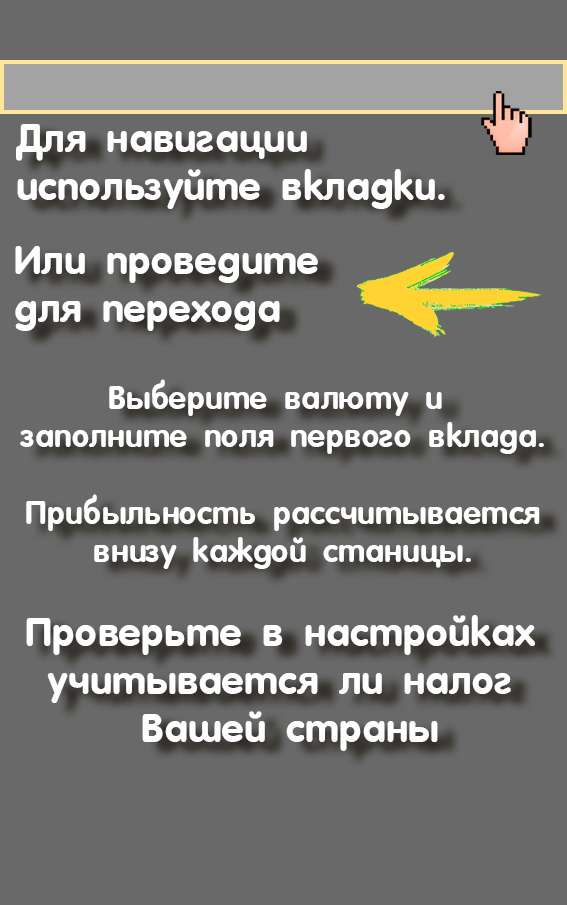 Для навигации
используйте вкладки.
Или проведите
для перехода
Выберите валюту и
заполните поля первого вклада.
Прибыльность рассчитывается
внизу каждой станицы.
Проверьте в настройках
учитывается ли налог
Вашей страны